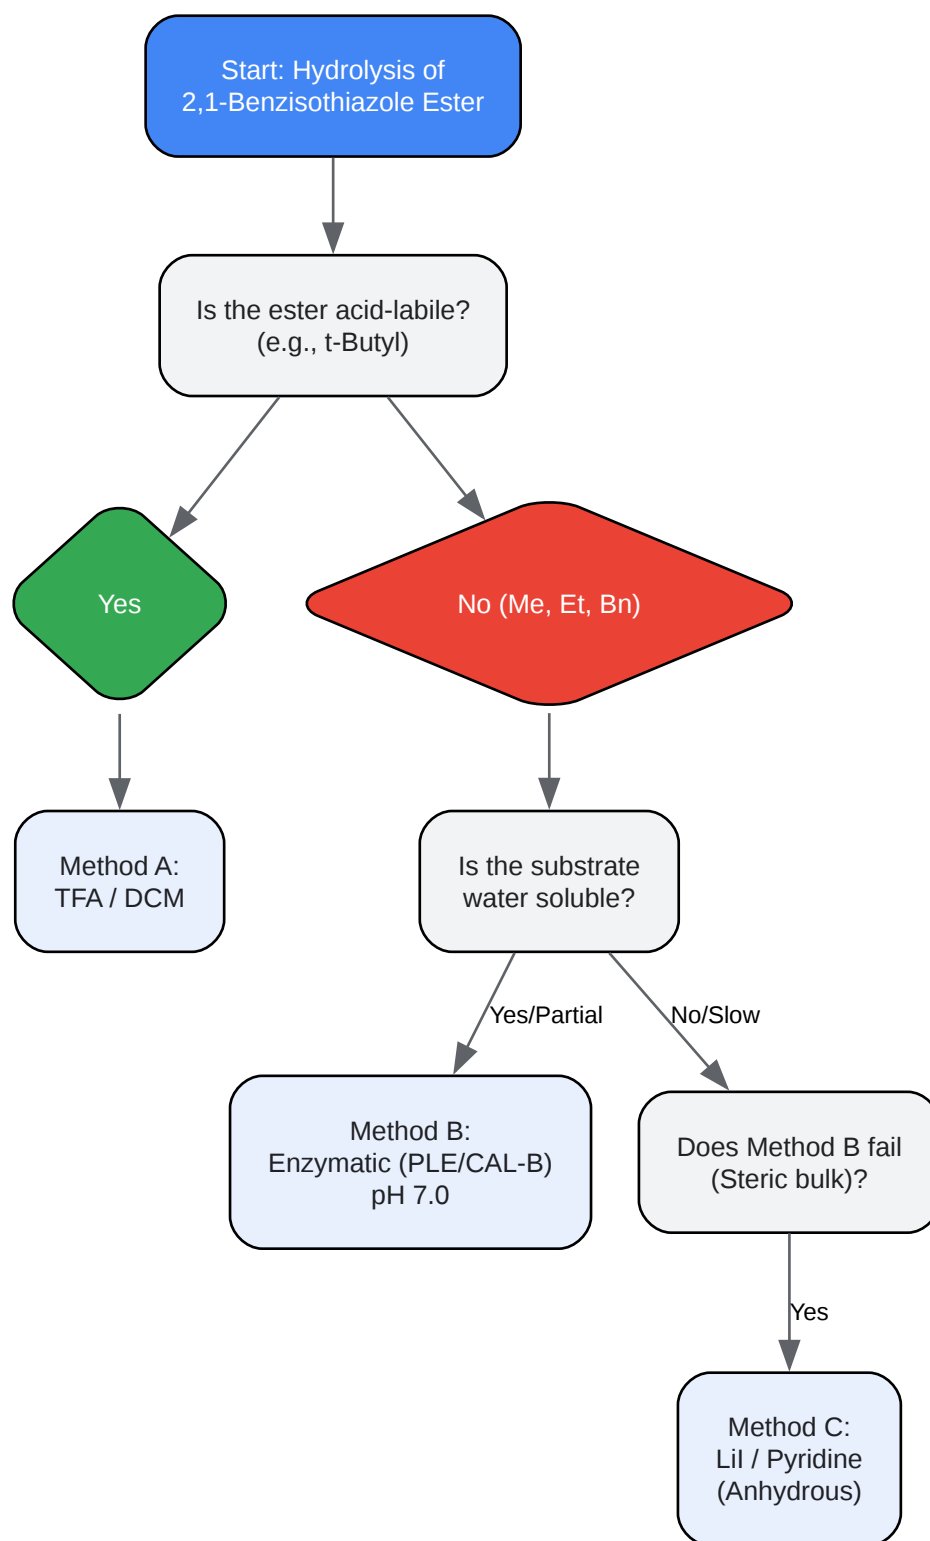 Start: Hydrolysis of
2,1-Benzisothiazole Ester
Is the ester acid-labile?
(e.g., t-Butyl)
Yes
No (Me, Et, Bn)
Method A:
TFA / DCM
Is the substrate
water soluble?
Yes/Partial
No/Slow
Method B:
Enzymatic (PLE/CAL-B)
pH 7.0
Does Method B fail
(Steric bulk)?
Yes
Method C:
LiI / Pyridine
(Anhydrous)